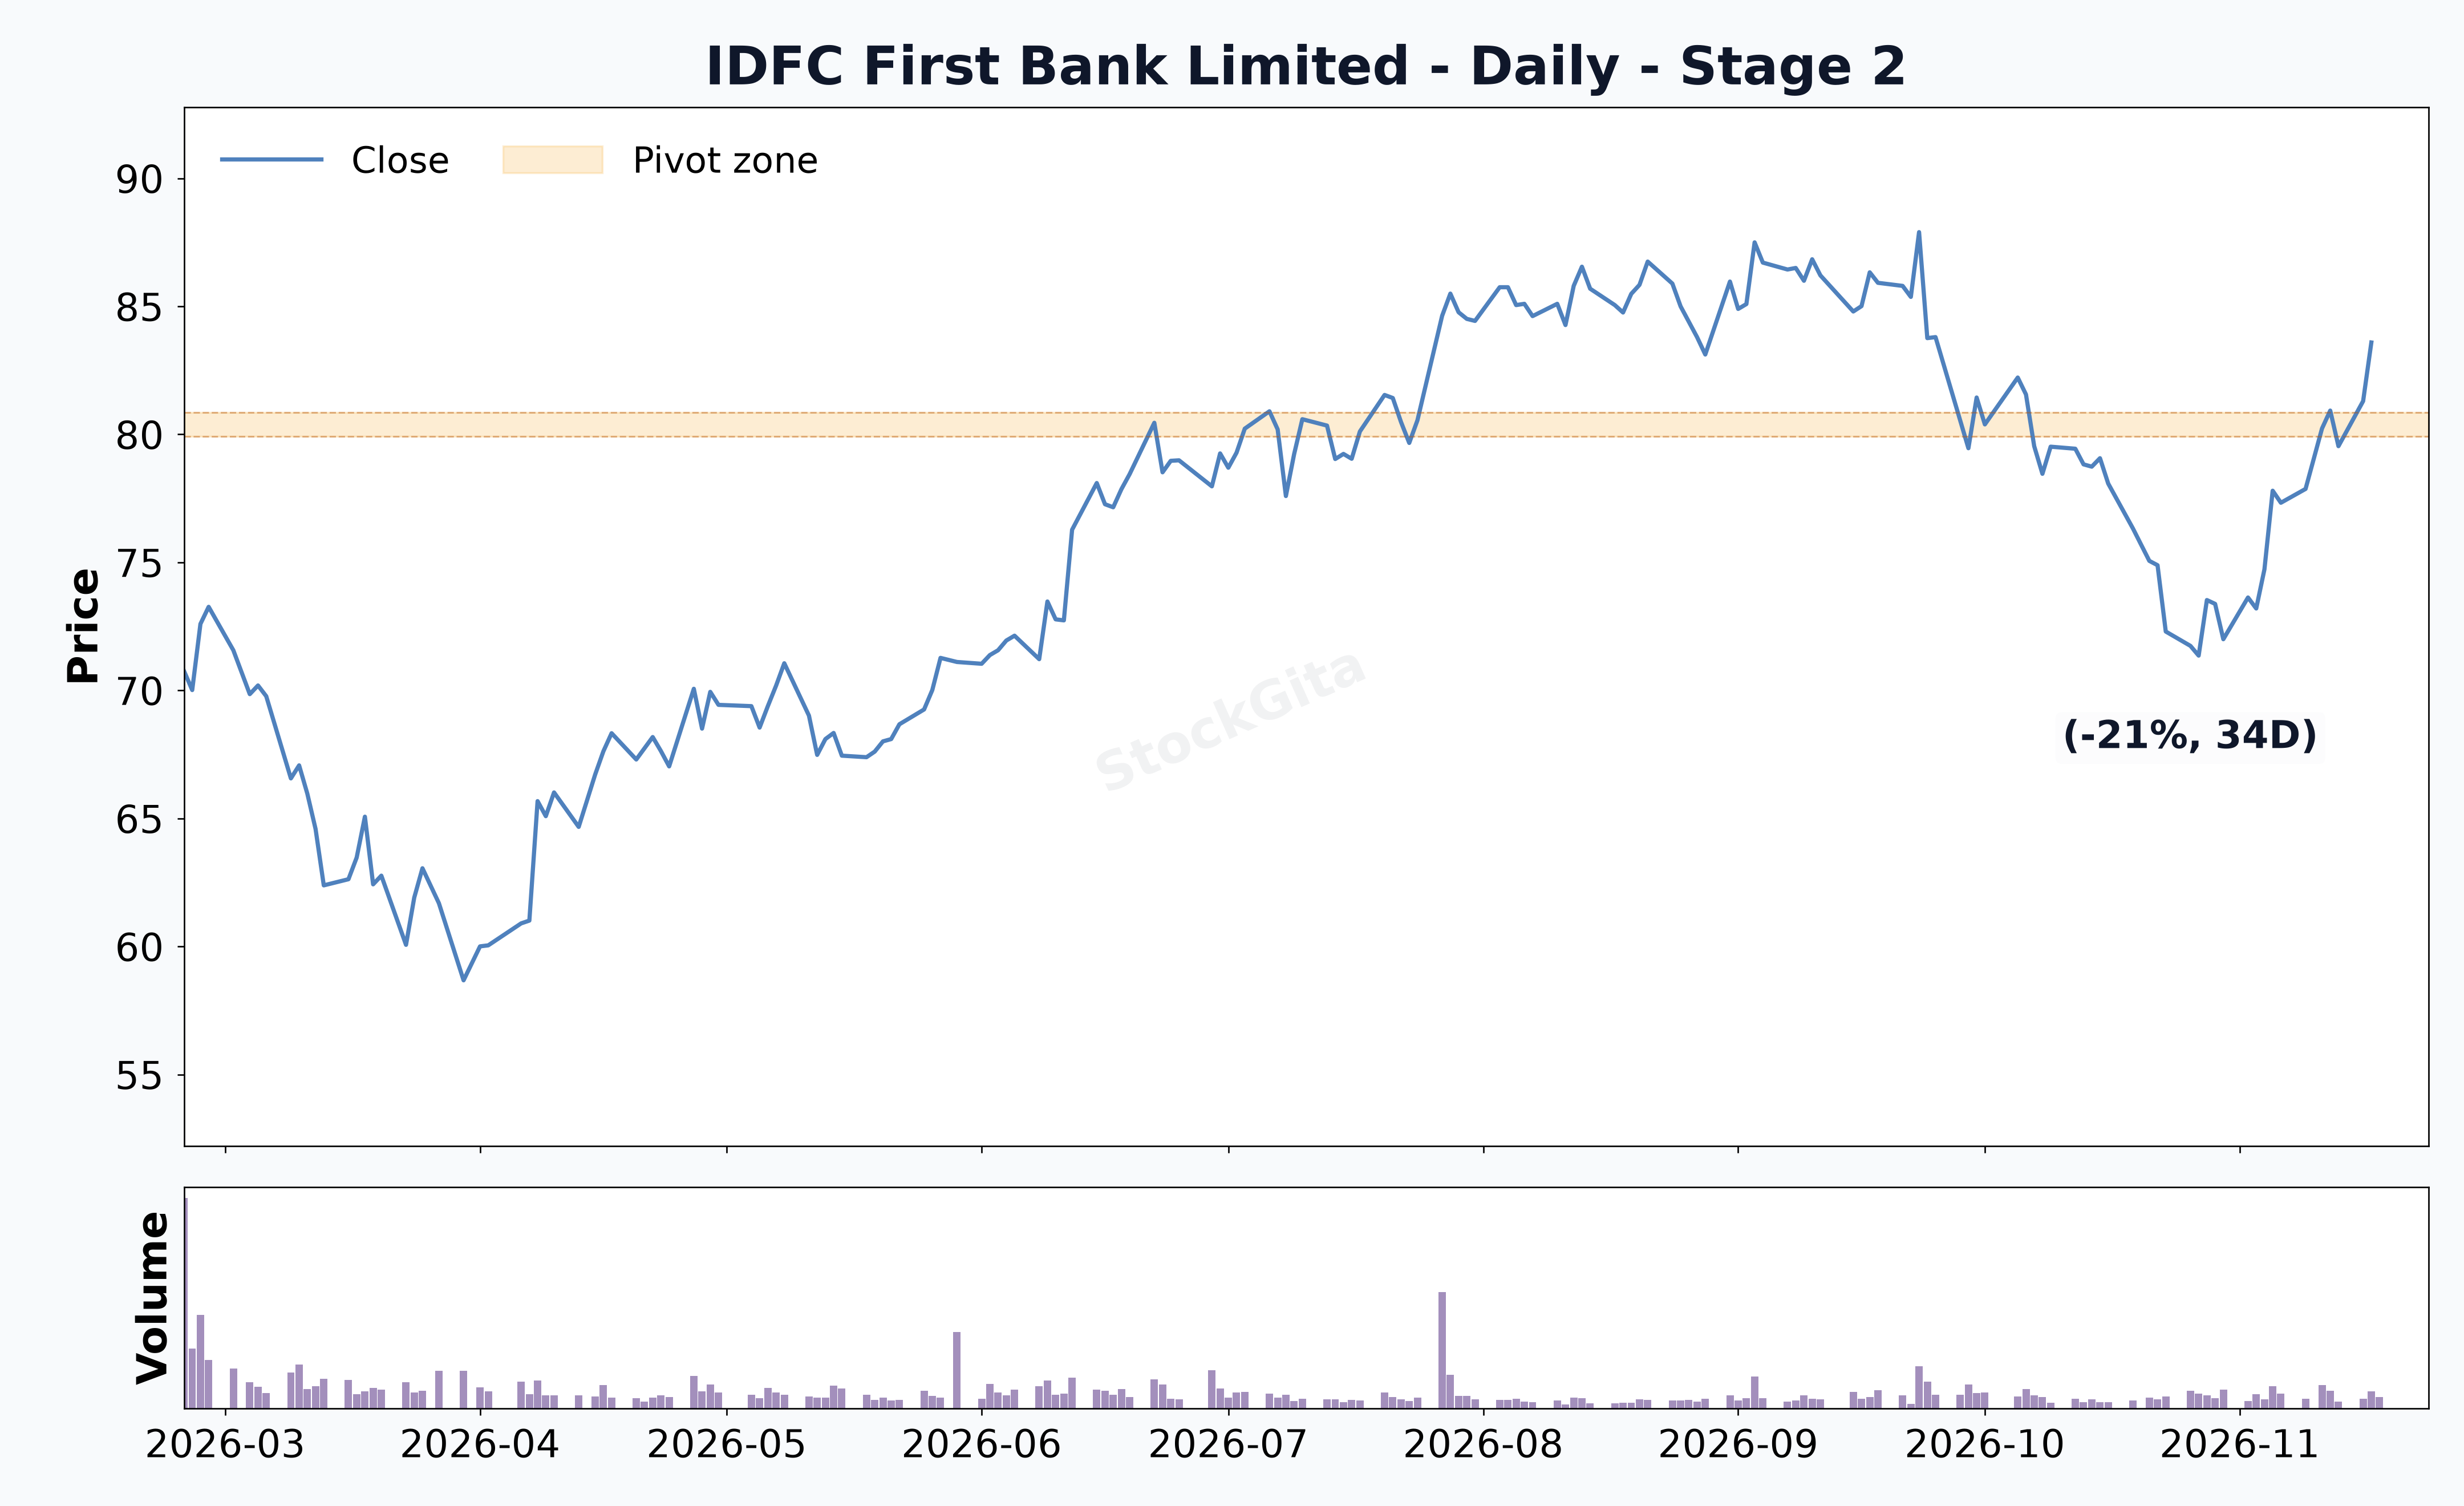 IDFC First Bank Limited - Daily - Stage 2
Close
Pivot zone
90
85
80
75
70
65
60
55
Price
StockGita
(-21%, 34D)
Volume
2026-03
2026-04
2026-05
2026-06
2026-07
2026-08
2026-09
2026-10
2026-11